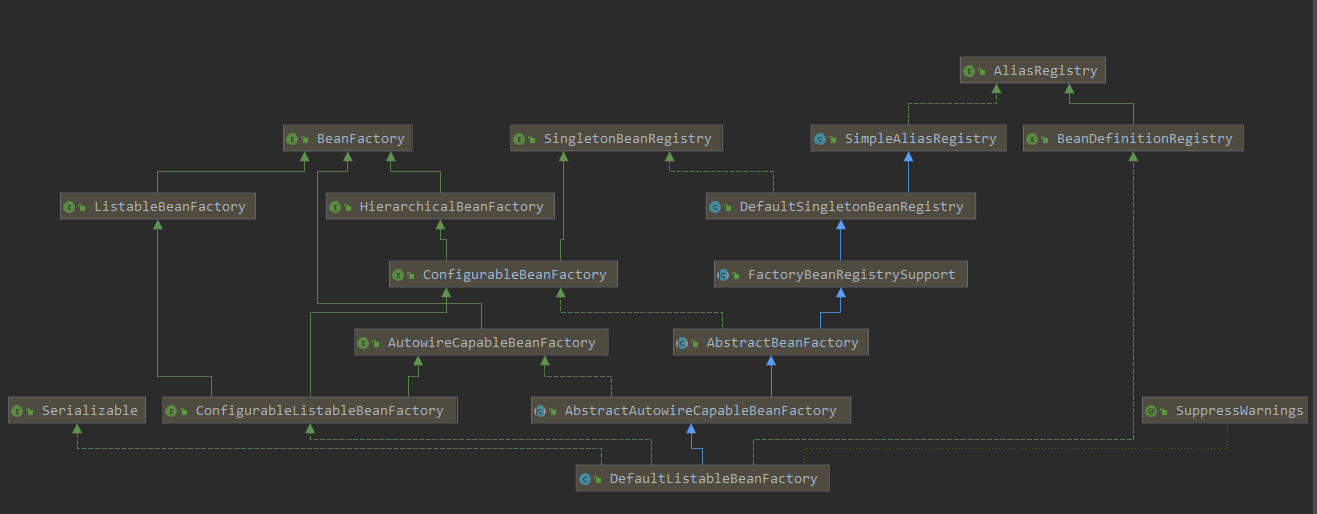 AliasRegistry
BeanFactory
SingletonBeanRegistry
SimpleAliasRegistry
BeanDefinitionRegistry
ListableBeanFactory
HierarchicalBeanFactory
DefaultSingletonBeanRegistry
ConfigurableBeanFactory
FactoryBeanRegistrySupport
AutowireCapableBeanFactory
AbstractBeanFactory
Serializable
ConfigurableListableBeanFactory
AbstractAutowireCapableBeanFactory
SuppressWarnings
DefaultListableBeanFactory